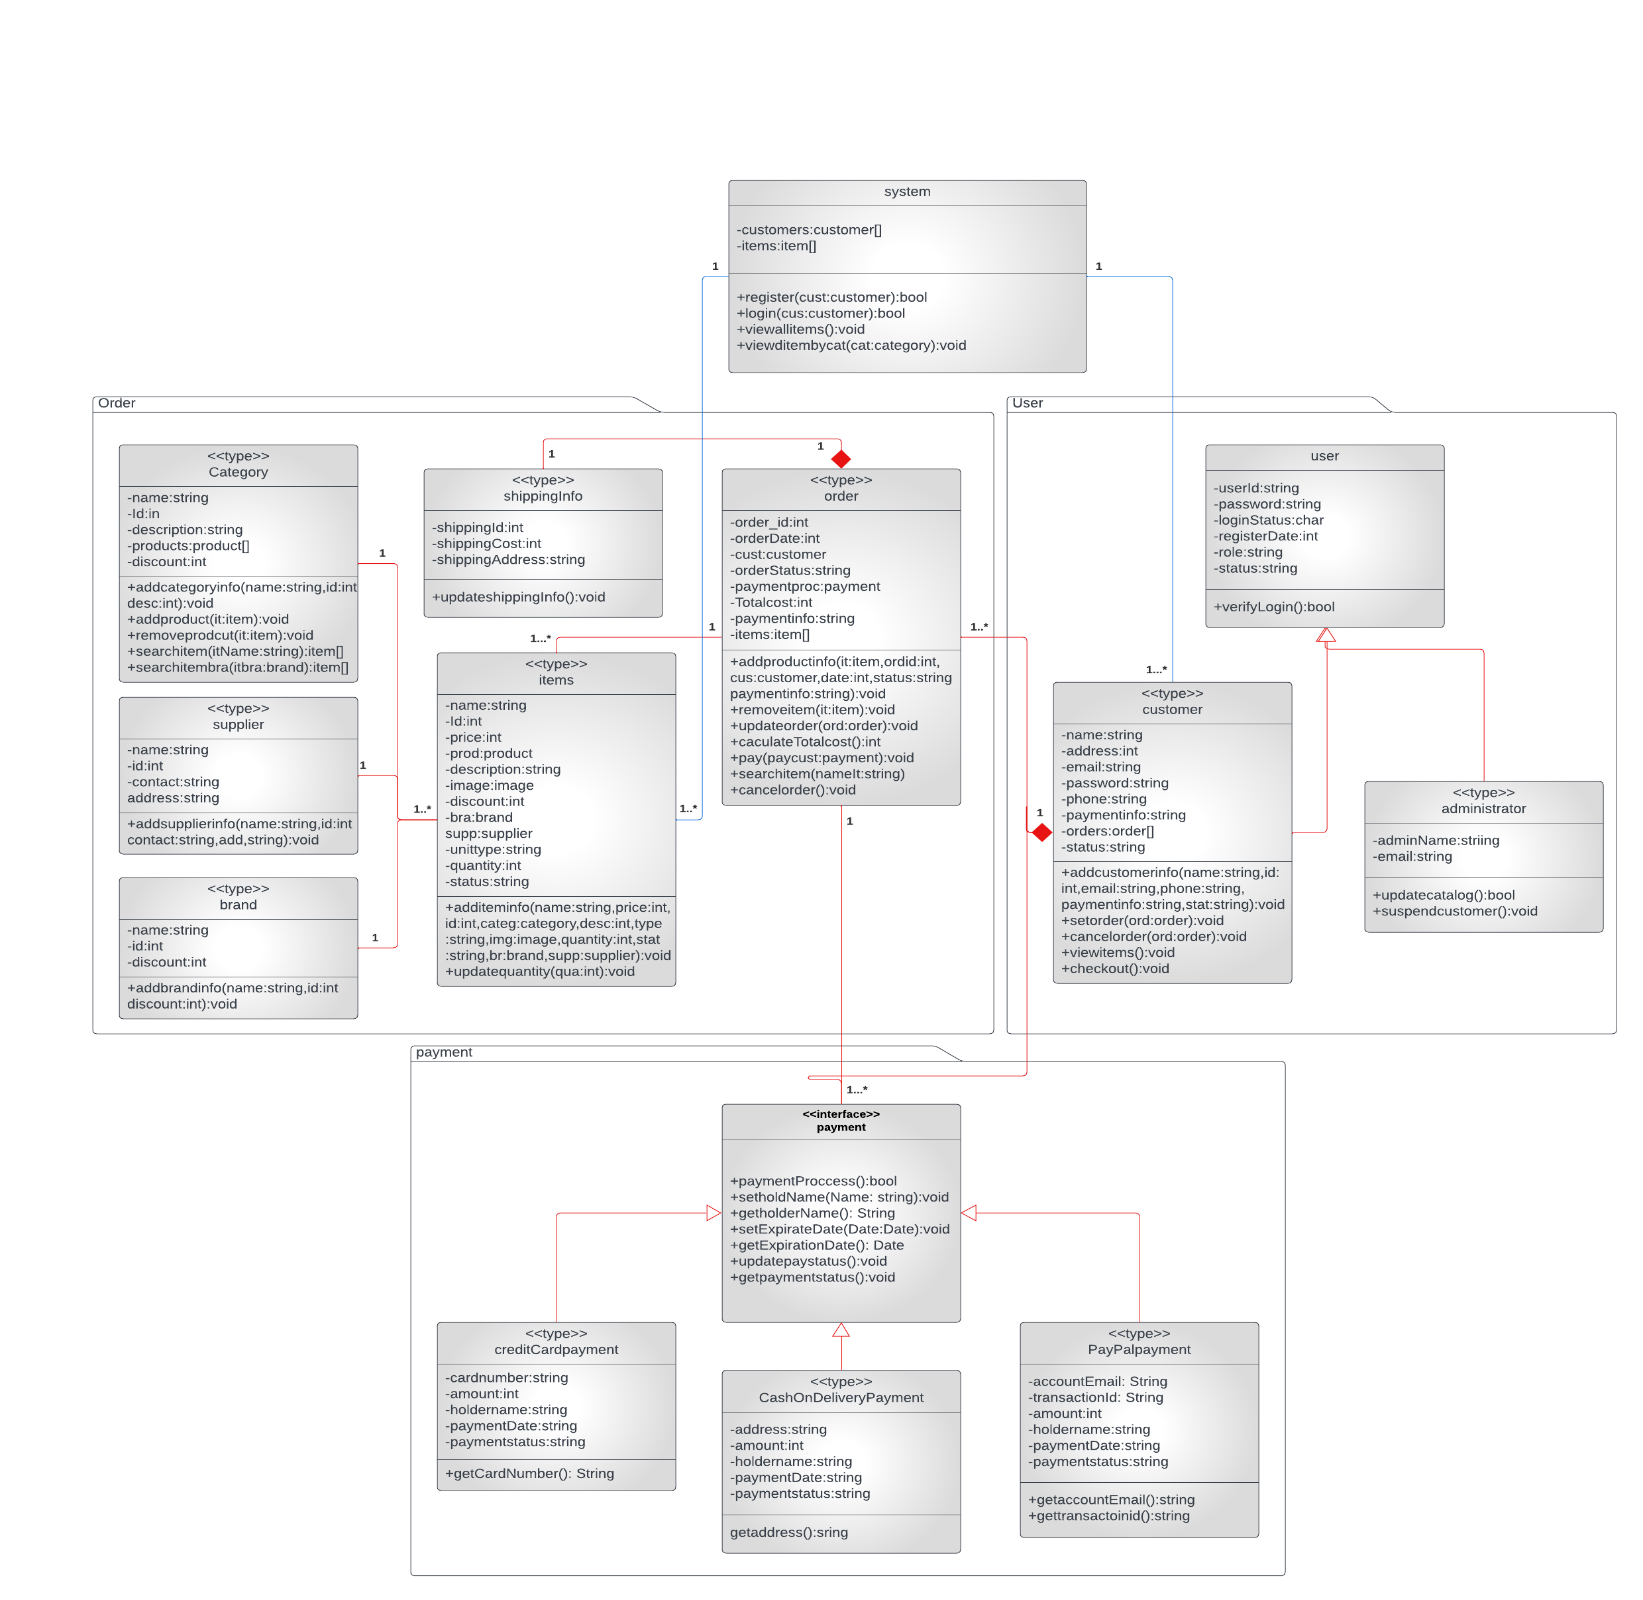 system
-customers:customer[]
-items:item[]
1
1
+register(cust:customer):bool
+login(cus:customer):bool
+viewallitems():void
+viewditembycat(cat:category):void
Order
<<type>>
Category
-name:string
-Id:in
-description:string
-products:product[]
-discount:int
+addcategoryinfo(name:string,id:int
desc:int):void
+addproduct(it:item):void
+removeprodcut(it:item):void
+searchitem(itName:string):item[]
+searchitembra(itbra:brand):item[]
1
<<type>>
supplier
-name:string
-id:int
-contact:string
address:string
+addsupplierinfo(name:string,id:int
contact:string,add,string):void
1
<<type>>
brand
-name:string
-id:int
-discount:int
+addbrandinfo(name:string,id:int
discount:int):void
1
1..*
1
<<type>>
shippingInfo
-shippingId:int
-shippingCost:int
-shippingAddress:string
+updateshippingInfo():void
1...*
<<type>>
items
-name:string
-Id:int
-price:int
-prod:product
-description:string
-image:image
-discount:int
-bra:brand
supp:supplier
-unittype:string
-quantity:int
-status:string
+additeminfo(name:string,price:int,
id:int,categ:category,desc:int,type
:string,img:image,quantity:int,stat
:string,br:brand,supp:supplier):void
+updatequantity(qua:int):void
1..*
1
<<type>>
order
-order_id:int
-orderDate:int
-cust:customer
-orderStatus:string
-paymentproc:payment
-Totalcost:int
-paymentinfo:string
-items:item[]
1
1..*
+addproductinfo(it:item,ordid:int,
cus:customer,date:int,status:string
paymentinfo:string):void
+removeitem(it:item):void
+updateorder(ord:order):void
+caculateTotalcost():int
+pay(paycust:payment):void
+searchitem(nameIt:string)
+cancelorder():void
1
User
user
-userId:string
-password:string
-loginStatus:char
-registerDate:int
-role:string
-status:string
+verifyLogin():bool
1...*
<<type>>
customer
-name:string
-address:int
-email:string
-password:string
-phone:string
-paymentinfo:string
-orders:order[]
-status:string
1
+addcustomerinfo(name:string,id:
int,email:string,phone:string,
paymentinfo:string,stat:string):void
+setorder(ord:order):void
+cancelorder(ord:order):void
+viewitems():void
+checkout():void
<<type>>
administrator
-adminName:striing
-email:string
+updatecatalog():bool
+suspendcustomer():void
payment
1...*
<<interface>>
payment
+paymentProccess():bool
+setholdName(Name: string):void
+getholderName(): String
+setExpirateDate(Date:Date):void
+getExpirationDate(): Date
+updatepaystatus():void
+getpaymentstatus():void
<<type>>
creditCardpayment
-cardnumber:string
-amount:int
-holdername:string
-paymentDate:string
-paymentstatus:string
+getCardNumber(): String
<<type>>
CashOnDeliveryPayment
-address:string
-amount:int
-holdername:string
-paymentDate:string
-paymentstatus:string
getaddress():sring
<<type>>
PayPalpayment
-accountEmail: String
-transactionId: String
-amount:int
-holdername:string
-paymentDate:string
-paymentstatus:string
+getaccountEmail():string
+gettransactoinid():string